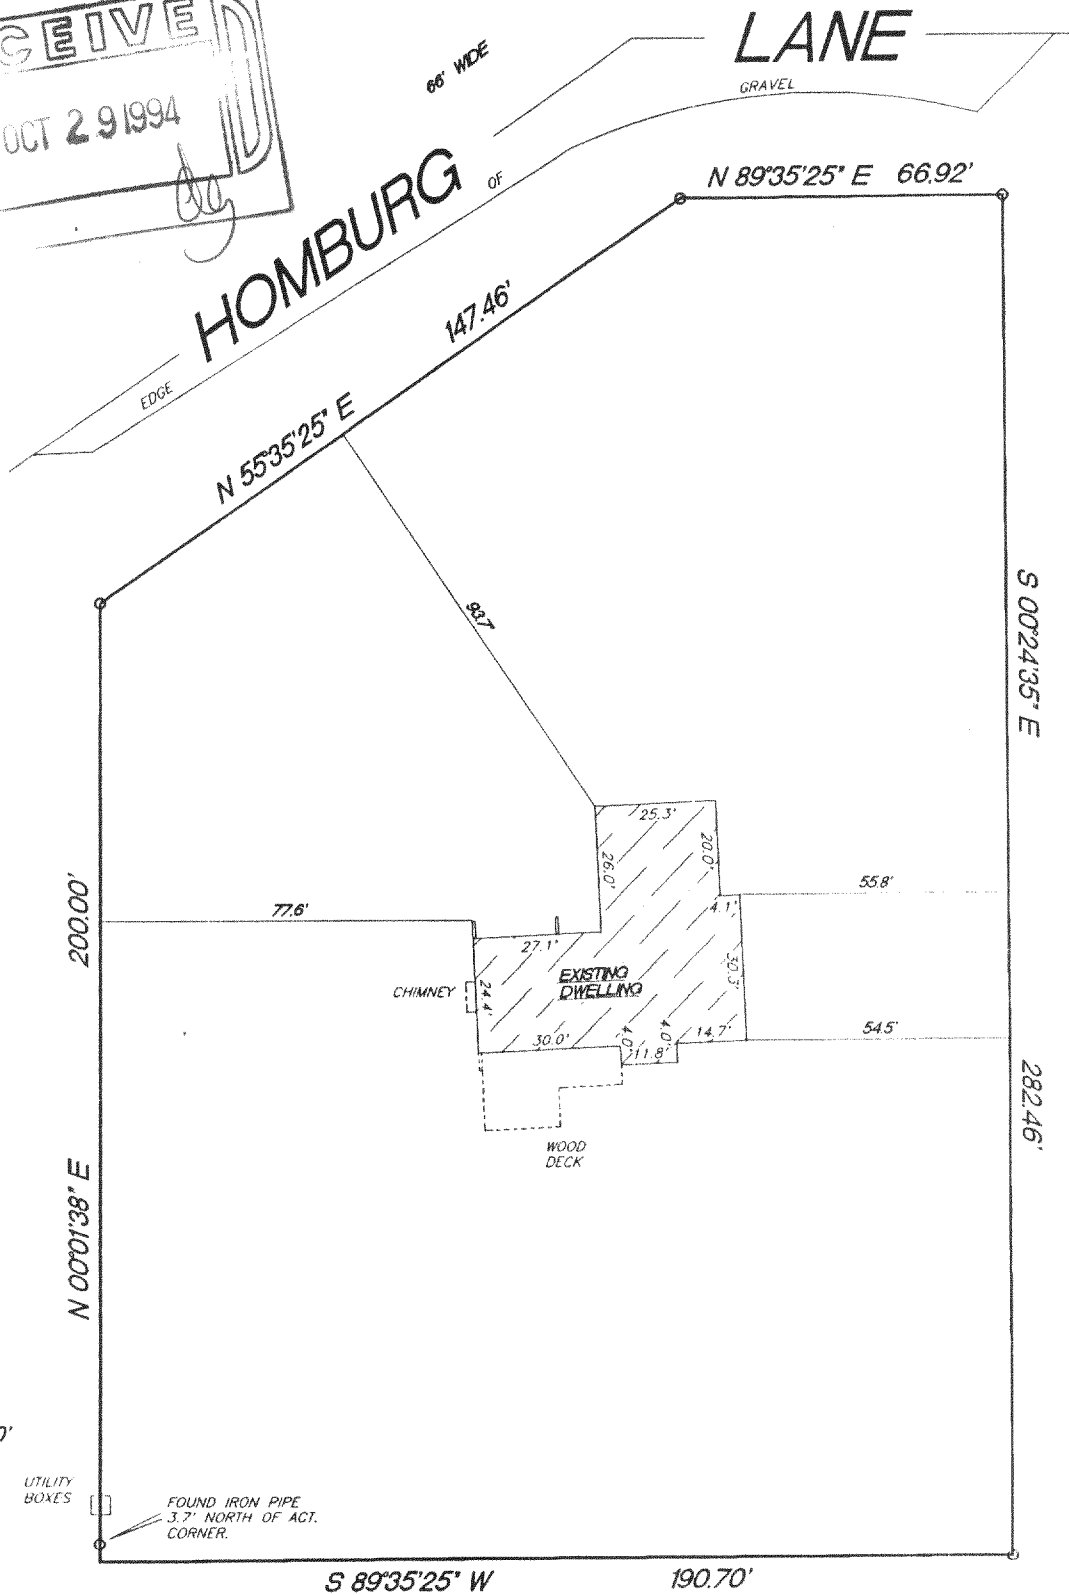 CEIVED
OCT 29 1994
66' WIDE
HOMBURG LANE
EDGE OF GRAVEL
N 89°35'25" E 66.92'
147.46'
N 55°35'25" E
93.7'
S 00°24'35" E
282.46'
25.3'
26.0'
20.0'
4.1'
55.8'
77.6'
27.1'
200.00'
EXISTING
DWELLING
30.3'
CHIMNEY
24.4'
30.0'
4.0'
11.8'
4.0'
14.7'
54.5'
WOOD
DECK
N 00°01'38" E
0'
UTILITY
BOXES
FOUND IRON PIPE
3.7' NORTH OF ACT.
CORNER.
S 89°35'25" W 190.70'